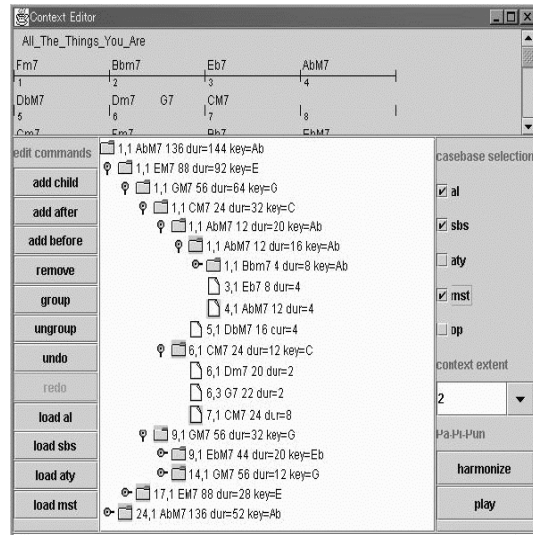 Context Editor
All_The_Things_You_Are
Fm7 Bbm7 Eb7 AbM7
1 2 3 4
DbM7 Dm7 G7 CM7
5 6 7 8
Cm7 Fm7 Bb7 EbM7
edit commands
add child
add after
add before
remove
group
ungroup
undo
redo
load al
load sbs
load aty
load mst
1,1 AbM7 136 dur=144 key=Ab
1,1 EM7 88 dur=92 key=E
1,1 GM7 56 dur=64 key=G
1,1 CM7 24 dur=32 key=C
1,1 AbM7 12 dur=20 key=Ab
1,1 AbM7 12 dur=16 key=Ab
1,1 Bbm7 4 dur=8 key=Ab
3,1 Eb7 8 dur=4
4,1 AbM7 12 dur=4
5,1 DbM7 16 dur=4
6,1 CM7 24 dur=12 key=C
6,1 Dm7 20 dur=2
6,3 G7 22 dur=2
7,1 CM7 24 dur=8
9,1 GM7 56 dur=32 key=G
9,1 EbM7 44 dur=20 key=Eb
14,1 GM7 56 dur=12 key=G
17,1 EM7 88 dur=28 key=E
24,1 AbM7 136 dur=52 key=Ab
casebase selection
al
sbs
aty
mst
op
context extent
2
Pa-Pi-Pun
harmonize
play